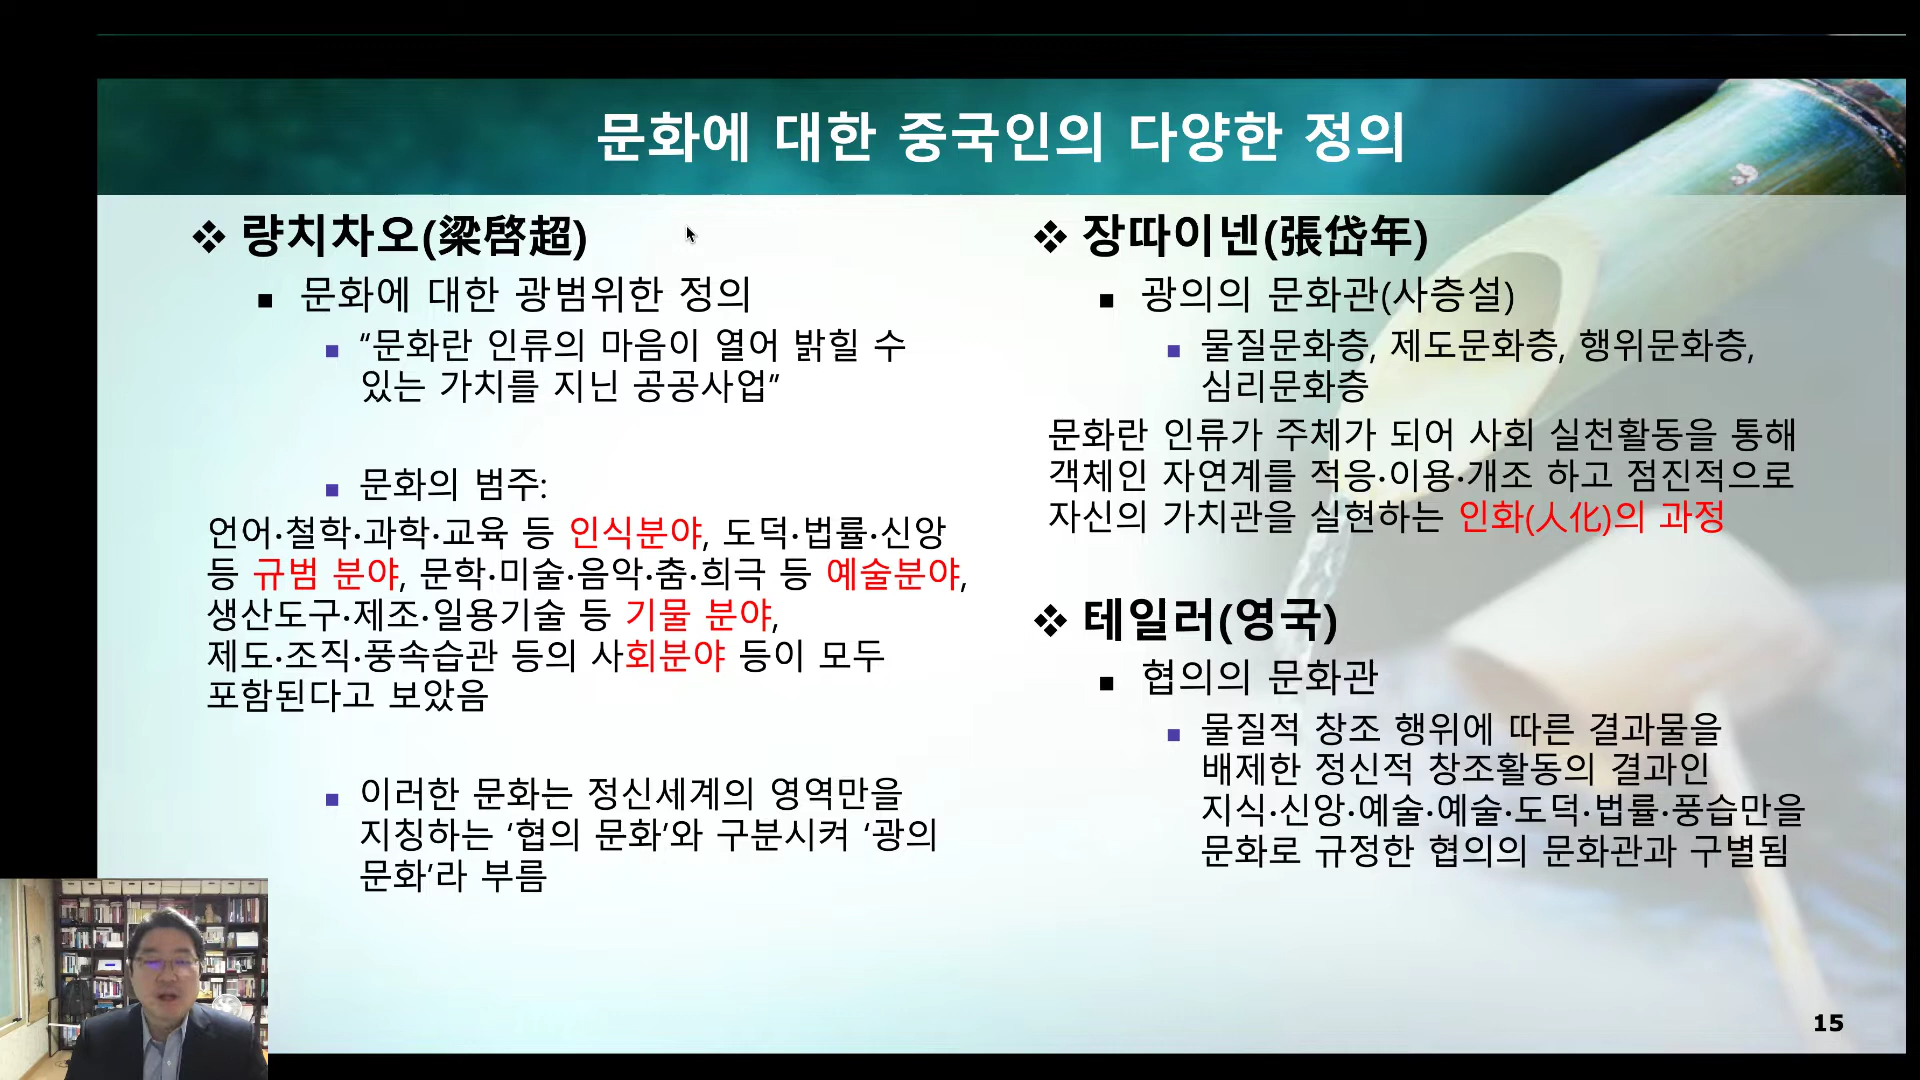 문화에 대한 중국인의 다양한 정의
❖ 량치차오(梁啓超)
■ 문화에 대한 광범위한 정의
■ “문화란 인류의 마음이 열어 밝힐 수
있는 가치를 지닌 공공사업”
■ 문화의 범주:
언어·철학·과학·교육 등 인식분야, 도덕·법률·신앙
등 규범 분야, 문학·미술·음악·춤·희극 등 예술분야,
생산도구·제조·일용기술 등 기물 분야,
제도·조직·풍속습관 등의 사회분야 등이 모두
포함된다고 보았음
■ 이러한 문화는 정신세계의 영역만을
지칭하는 ‘협의 문화’와 구분시켜 ‘광의
문화’라 부름
❖ 장따이넨(張岱年)
■ 광의의 문화관(사층설)
■ 물질문화층, 제도문화층, 행위문화층,
심리문화층
문화란 인류가 주체가 되어 사회 실천활동을 통해
객체인 자연계를 적응·이용·개조 하고 점진적으로
자신의 가치관을 실현하는 인화(人化)의 과정
❖ 테일러(영국)
■ 협의의 문화관
■ 물질적 창조 행위에 따른 결과물을
배제한 정신적 창조활동의 결과인
지식·신앙·예술·예술·도덕·법률·풍습만을
문화로 규정한 협의의 문화관과 구별됨
15